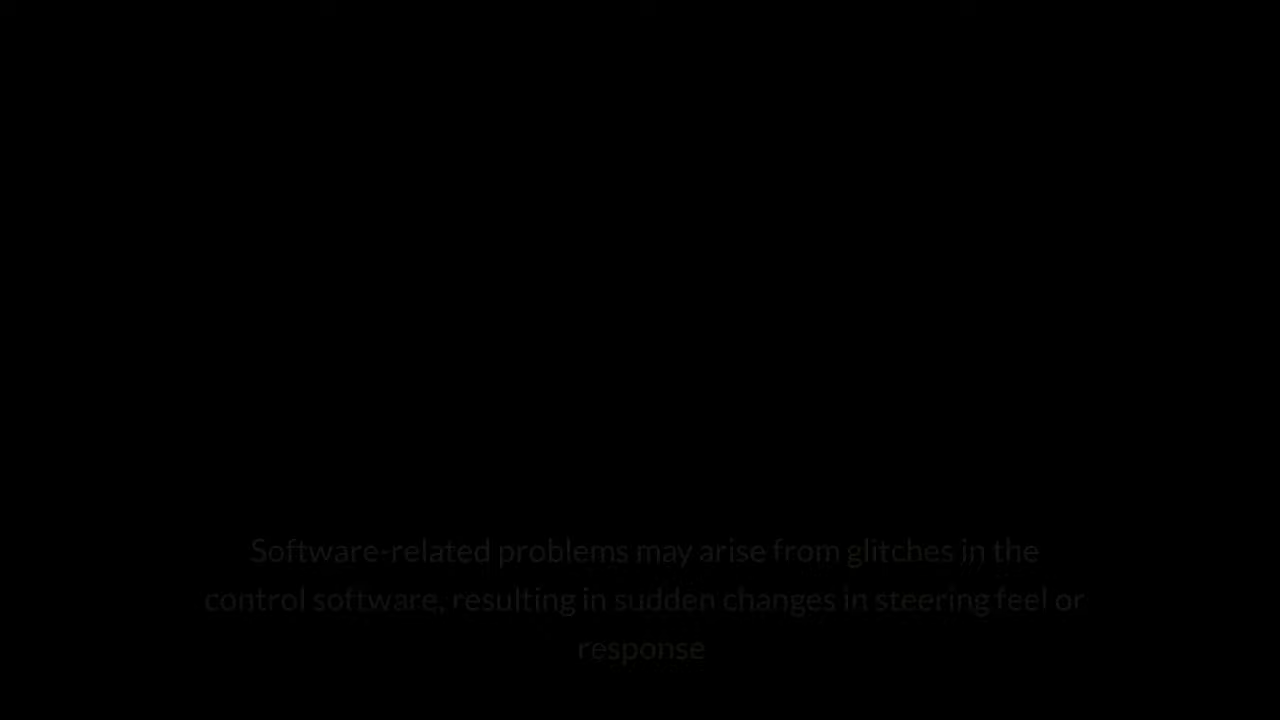 Software-related problems may arise from glitches in the
control software, resulting in sudden changes in steering feel or
response